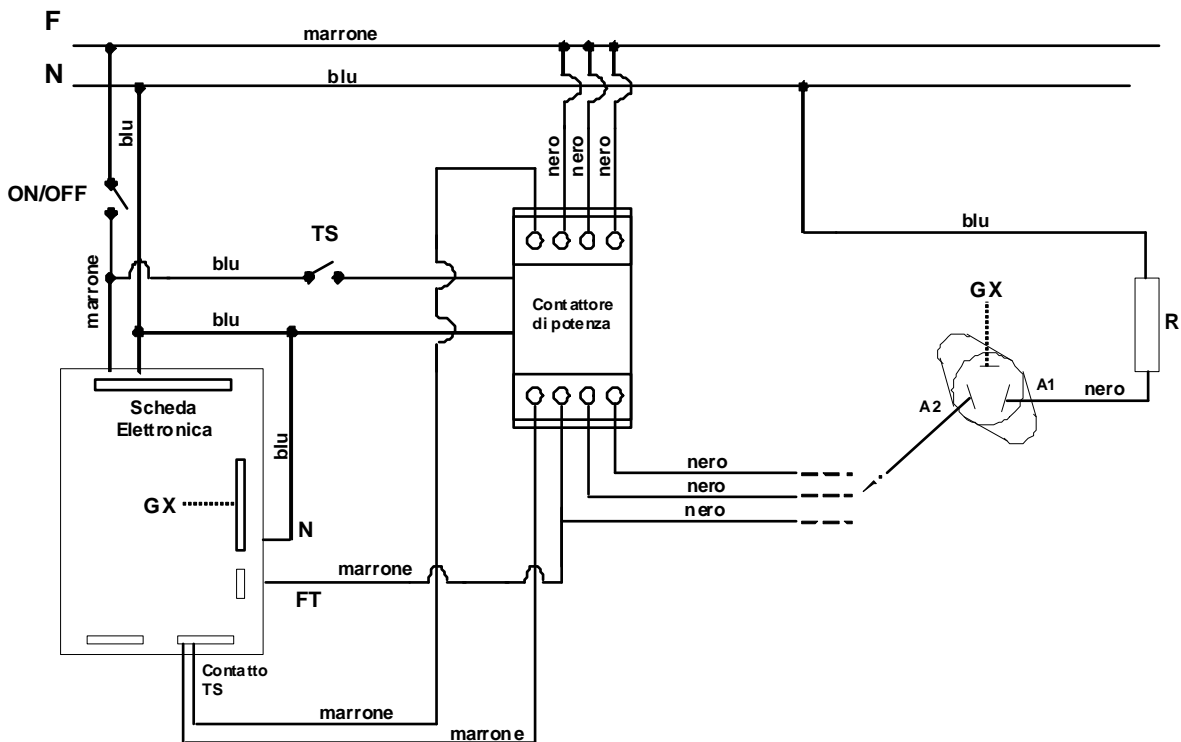 F
marrone
N
blu
blu
nero
nero
nero
ON/OFF
TS
blu
blu
marrone
blu
Contattore
di potenza
GX
R
A1
nero
A2
Scheda
Elettronica
blu
GX
N
nero
nero
nero
marrone
FT
Contatto
TS
marrone
marrone